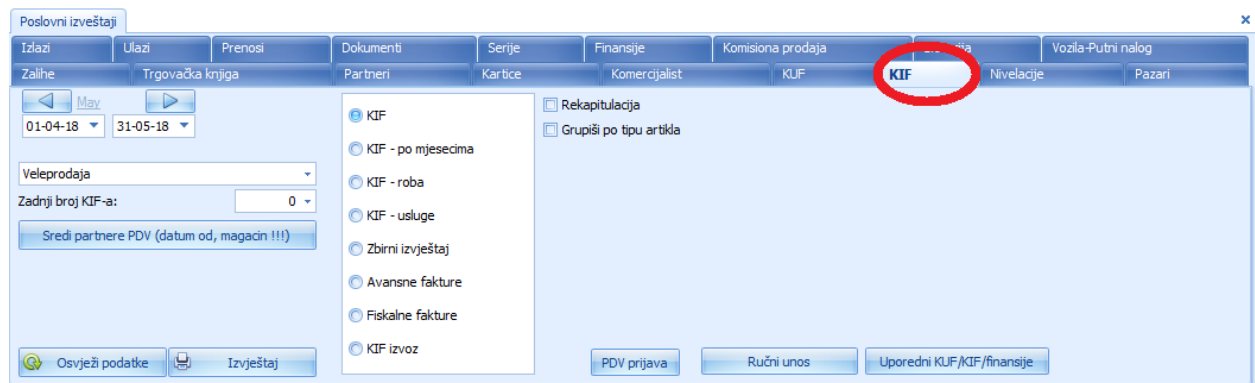 Poslovni izveštaji x
Izlazi Ulazi Prenosi Dokumenti Serije Finansije Komisiona prodaja Vozila-Putni nalog
Zalihe Trgovačka knjiga Partneri Kartice Komercijalist KUF KIF Nivelacije Pazari
May
01-04-18 31-05-18
Veleprodaja
Zadnji broj KIF-a: 0
Sredi partnere PDV (datum od, magacin !!!)
KIF
KIF - po mjesecima
KIF - roba
KIF - usluge
Zbirni izvještaj
Avansne fakture
Fiskalne fakture
KIF izvoz
Rekapitulacija
Grupiši po tipu artikla
Osvježi podatke Izvještaj PDV prijava Ručni unos Uporedni KUF/KIF/finansije